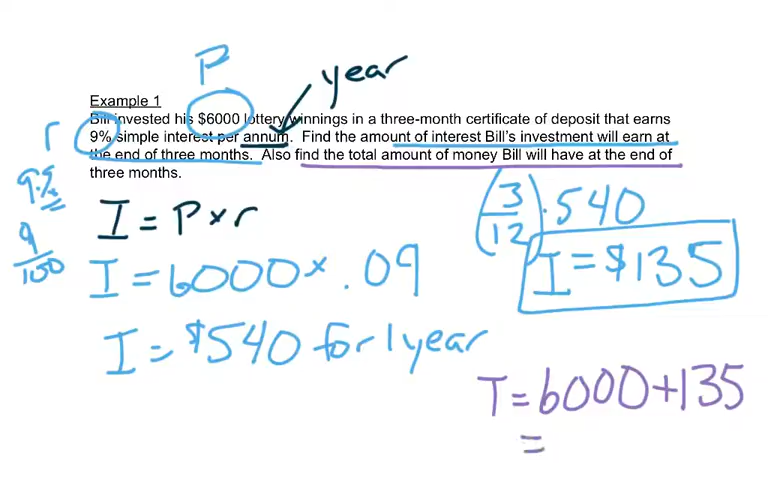 P
year
Example 1
Bill invested his $6000 lottery winnings in a three-month certificate of deposit that earns
9% simple interest per annum. Find the amount of interest Bill's investment will earn at
the end of three months. Also find the total amount of money Bill will have at the end of
three months.
r
9%
9/100
I = P × r
I = 6000 × .09
I = $540 for 1 year
(3/12) · 540
I = $135
T = 6000 + 135
=